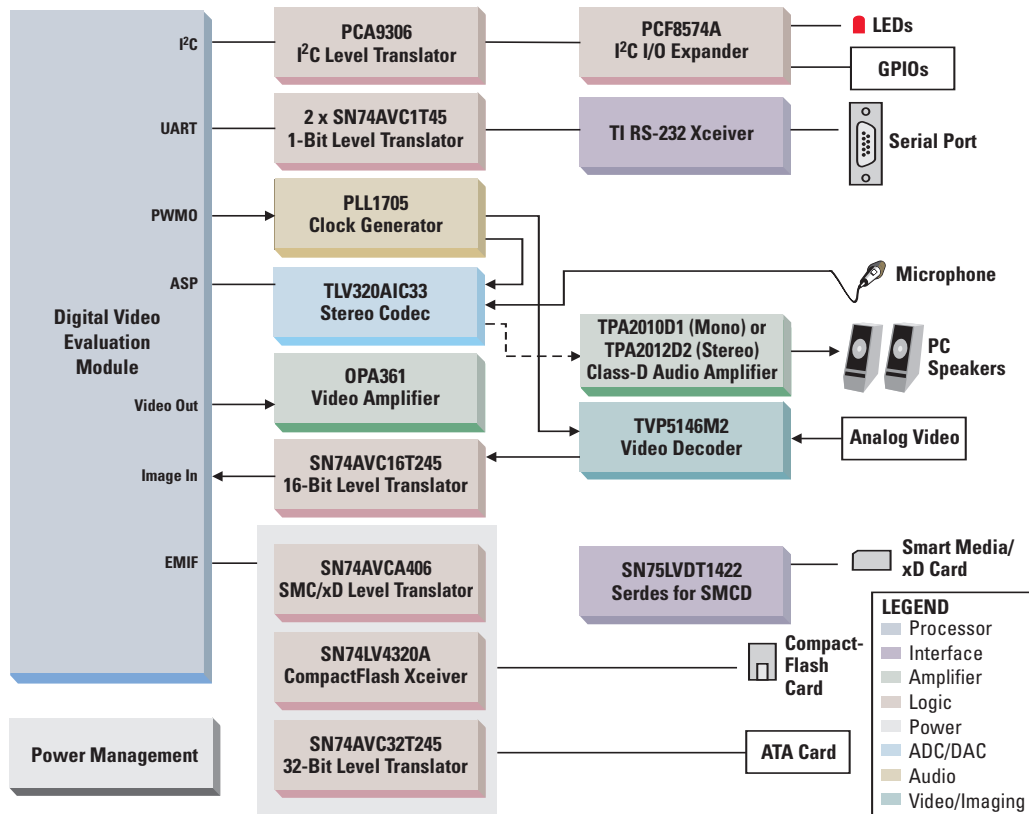 I²C
PCA9306
I²C Level Translator
PCF8574A
I²C I/O Expander
LEDs
GPIOs
UART
2 x SN74AVC1T45
1-Bit Level Translator
TI RS-232 Xceiver
Serial Port
PWMO
PLL1705
Clock Generator
ASP
TLV320AIC33
Stereo Codec
Microphone
Digital Video
Evaluation
Module
TPA2010D1 (Mono) or
TPA2012D2 (Stereo)
Class-D Audio Amplifier
PC
Speakers
Video Out
OPA361
Video Amplifier
TVP5146M2
Video Decoder
Analog Video
Image In
SN74AVC16T245
16-Bit Level Translator
EMIF
SN74AVCA406
SMC/xD Level Translator
SN75LVDT1422
Serdes for SMCD
Smart Media/
xD Card
SN74LV4320A
CompactFlash Xceiver
Compact-
Flash
Card
Power Management
SN74AVC32T245
32-Bit Level Translator
ATA Card
LEGEND
Processor
Interface
Amplifier
Logic
Power
ADC/DAC
Audio
Video/Imaging